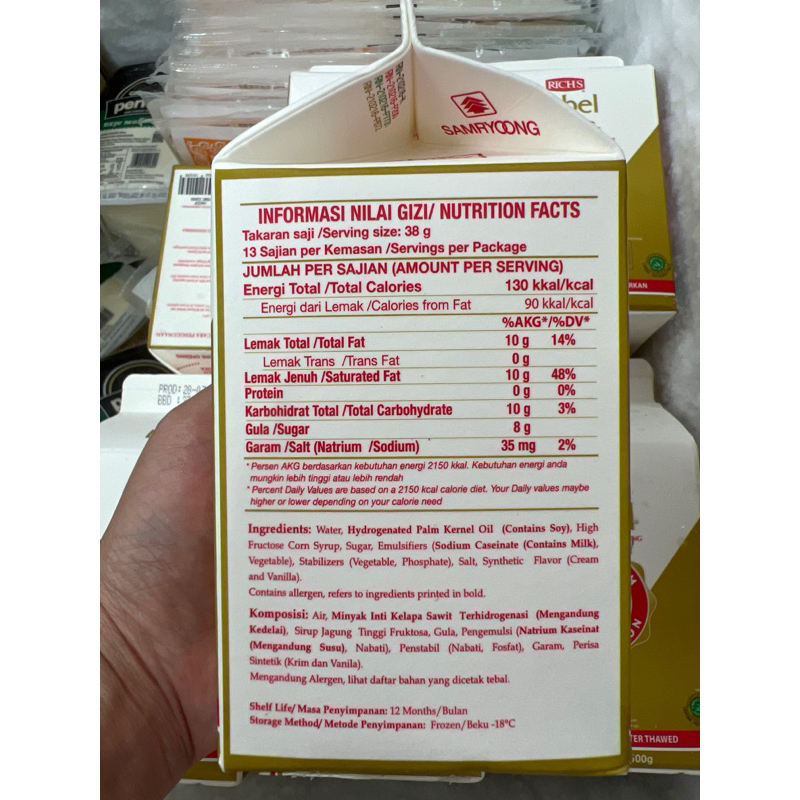 RICH'S
SAMRYOONG
INFORMASI NILAI GIZI/ NUTRITION FACTS
Takaran saji /Serving size: 38 g
13 Sajian per Kemasan /Servings per Package
JUMLAH PER SAJIAN (AMOUNT PER SERVING)
Energi Total /Total Calories 130 kkal/kcal
Energi dari Lemak /Calories from Fat 90 kkal/kcal
%AKG*/%DV*
Lemak Total /Total Fat 10 g 14%
Lemak Trans /Trans Fat 0 g
Lemak Jenuh /Saturated Fat 10 g 48%
Protein 0 g 0%
Karbohidrat Total /Total Carbohydrate 10 g 3%
Gula /Sugar 8 g
Garam /Salt (Natrium /Sodium) 35 mg 2%
* Persen AKG berdasarkan kebutuhan energi 2150 kkal. Kebutuhan energi anda
mungkin lebih tinggi atau lebih rendah
* Percent Daily Values are based on a 2150 kcal calorie diet. Your Daily values maybe
higher or lower depending on your calorie need
Ingredients: Water, Hydrogenated Palm Kernel Oil (Contains Soy), High
Fructose Corn Syrup, Sugar, Emulsifiers (Sodium Caseinate (Contains Milk),
Vegetable), Stabilizers (Vegetable, Phosphate), Salt, Synthetic Flavor (Cream
and Vanilla).
Contains allergen, refers to ingredients printed in bold.
Komposisi: Air, Minyak Inti Kelapa Sawit Terhidrogenasi (Mengandung
Kedelai), Sirup Jagung Tinggi Fruktosa, Gula, Pengemulsi (Natrium Kaseinat
(Mengandung Susu), Nabati), Penstabil (Nabati, Fosfat), Garam, Perisa
Sintetik (Krim dan Vanila).
Mengandung Alergen, lihat daftar bahan yang dicetak tebal.
Shelf Life/ Masa Penyimpanan: 12 Months/Bulan
Storage Method/ Metode Penyimpanan: Frozen/Beku -18°C
PROD:
BBD :
THAWED